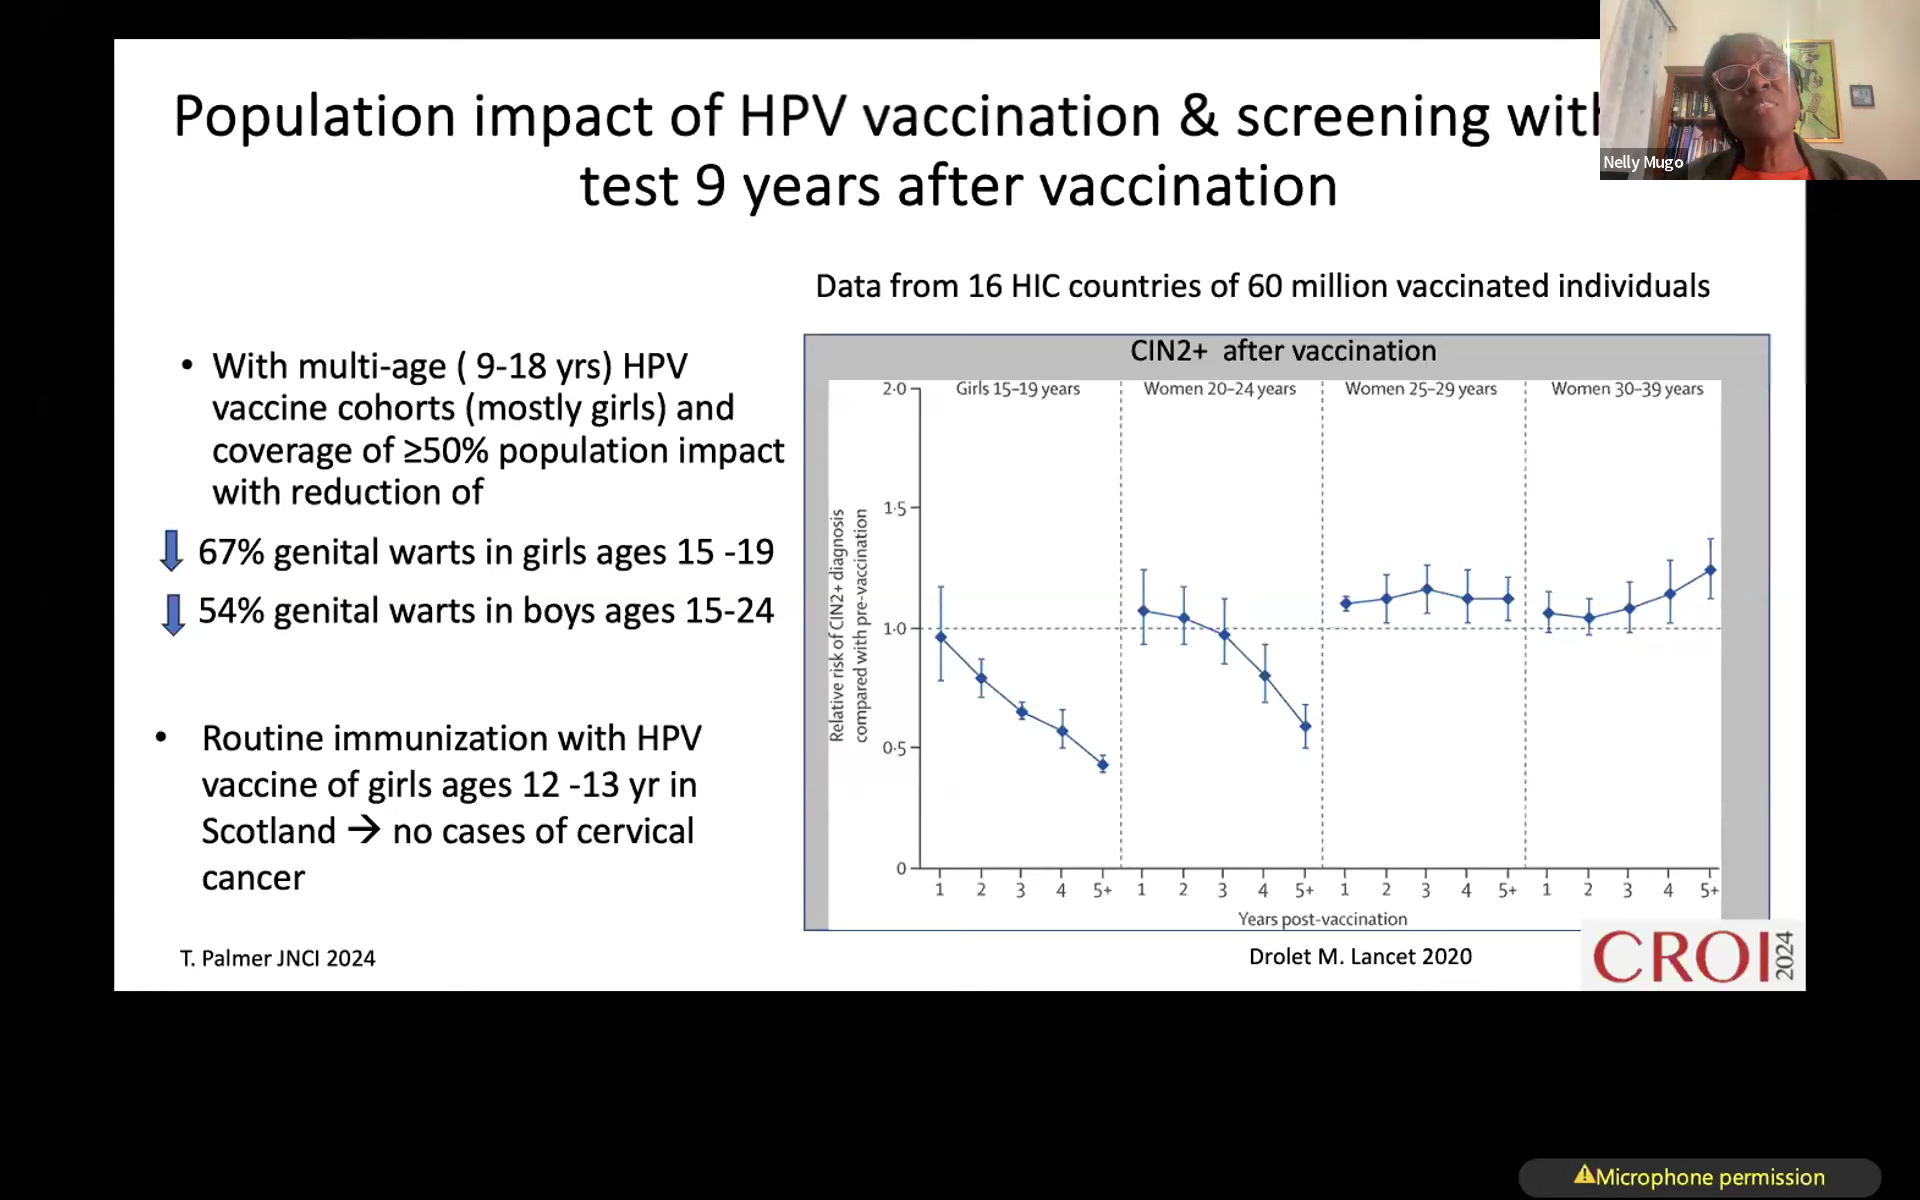 Population impact of HPV vaccination & screening with
test 9 years after vaccination
Nelly Mugo
Data from 16 HIC countries of 60 million vaccinated individuals
• With multi-age ( 9-18 yrs) HPV
vaccine cohorts (mostly girls) and
coverage of ≥50% population impact
with reduction of
67% genital warts in girls ages 15 -19
54% genital warts in boys ages 15-24
• Routine immunization with HPV
vaccine of girls ages 12 -13 yr in
Scotland → no cases of cervical
cancer
T. Palmer JNCI 2024
CIN2+ after vaccination
Girls 15–19 years
Women 20–24 years
Women 25–29 years
Women 30–39 years
Relative risk of CIN2+ diagnosis
compared with pre-vaccination
2·0
1·5
1·0
0·5
0
1 2 3 4 5+ 1 2 3 4 5+ 1 2 3 4 5+ 1 2 3 4 5+
Years post-vaccination
Drolet M. Lancet 2020
CROI 2024
Microphone permission